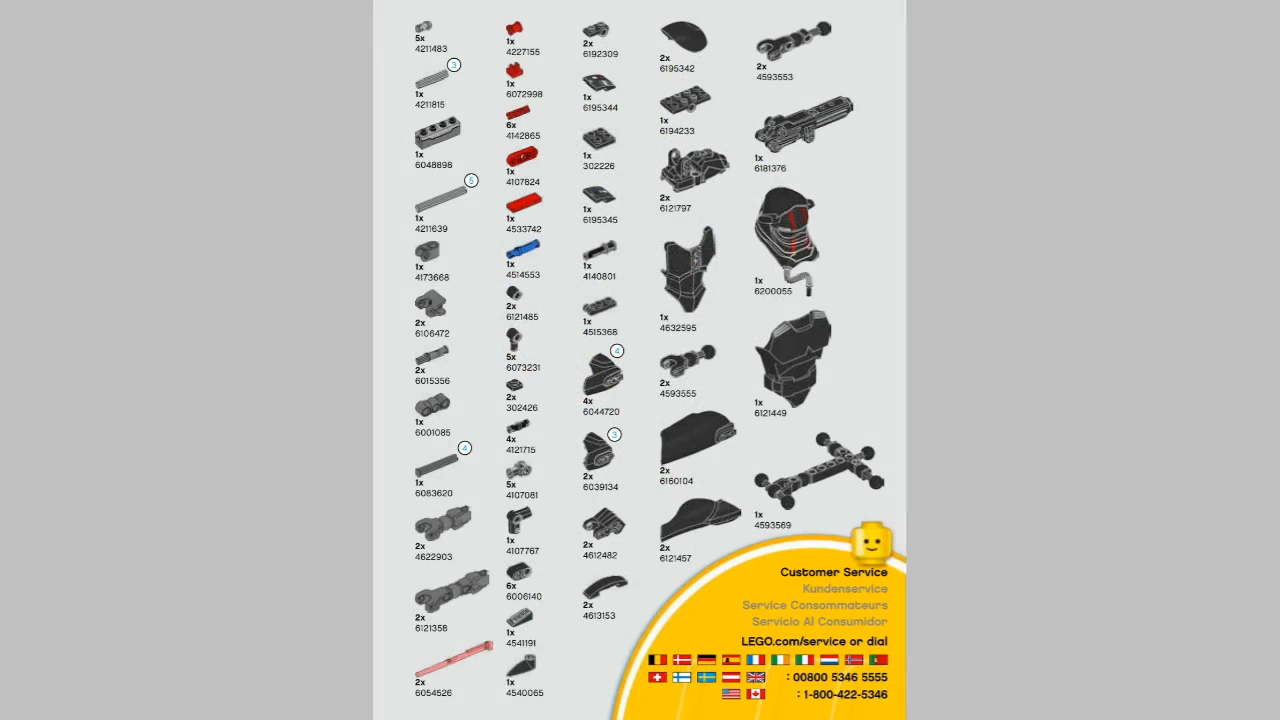 5x
4211483
3
1x
4211815
1x
6048898
5
1x
4211639
1x
4173668
2x
6106472
2x
6015356
1x
6001085
4
1x
6083620
2x
4622903
2x
6121358
2x
6054526
1x
4227155
1x
6072998
6x
4142865
1x
4107824
1x
4533742
1x
4514553
2x
6121485
5x
6073231
2x
302426
4x
4121715
5x
4107081
1x
4107767
6x
6006140
1x
4541191
1x
4540065
2x
6192309
1x
6195344
1x
302226
1x
6195345
1x
4140801
1x
4515368
4
4x
6044720
3
2x
6039134
2x
4612482
2x
4613153
2x
6195342
1x
6194233
2x
6121797
1x
4632595
2x
4593555
2x
6160104
2x
6121457
2x
4593553
1x
6181376
1x
6200055
1x
6121449
1x
4593569
Customer Service
Kundenservice
Service Consommateurs
Servicio Al Consumidor
LEGO.com/service or dial
: 00800 5346 5555
: 1-800-422-5346